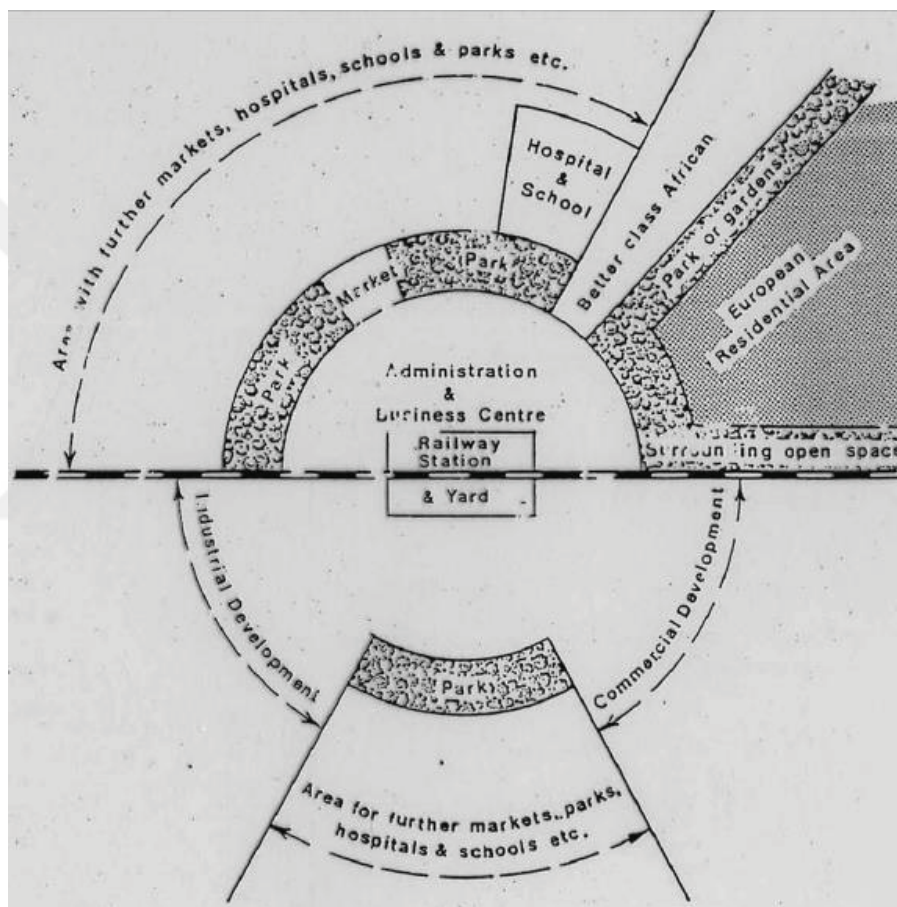 Area with further markets, hospitals, schools & parks etc.
Hospital
&
School
Better class African
Park or gardens
European
Residential Area
Park
Market
Park
Administration
&
Business Centre
Railway
Station
& Yard
Surrounding open space
Industrial Development
Commercial Development
Park
Area for further markets, parks,
hospitals & schools etc.